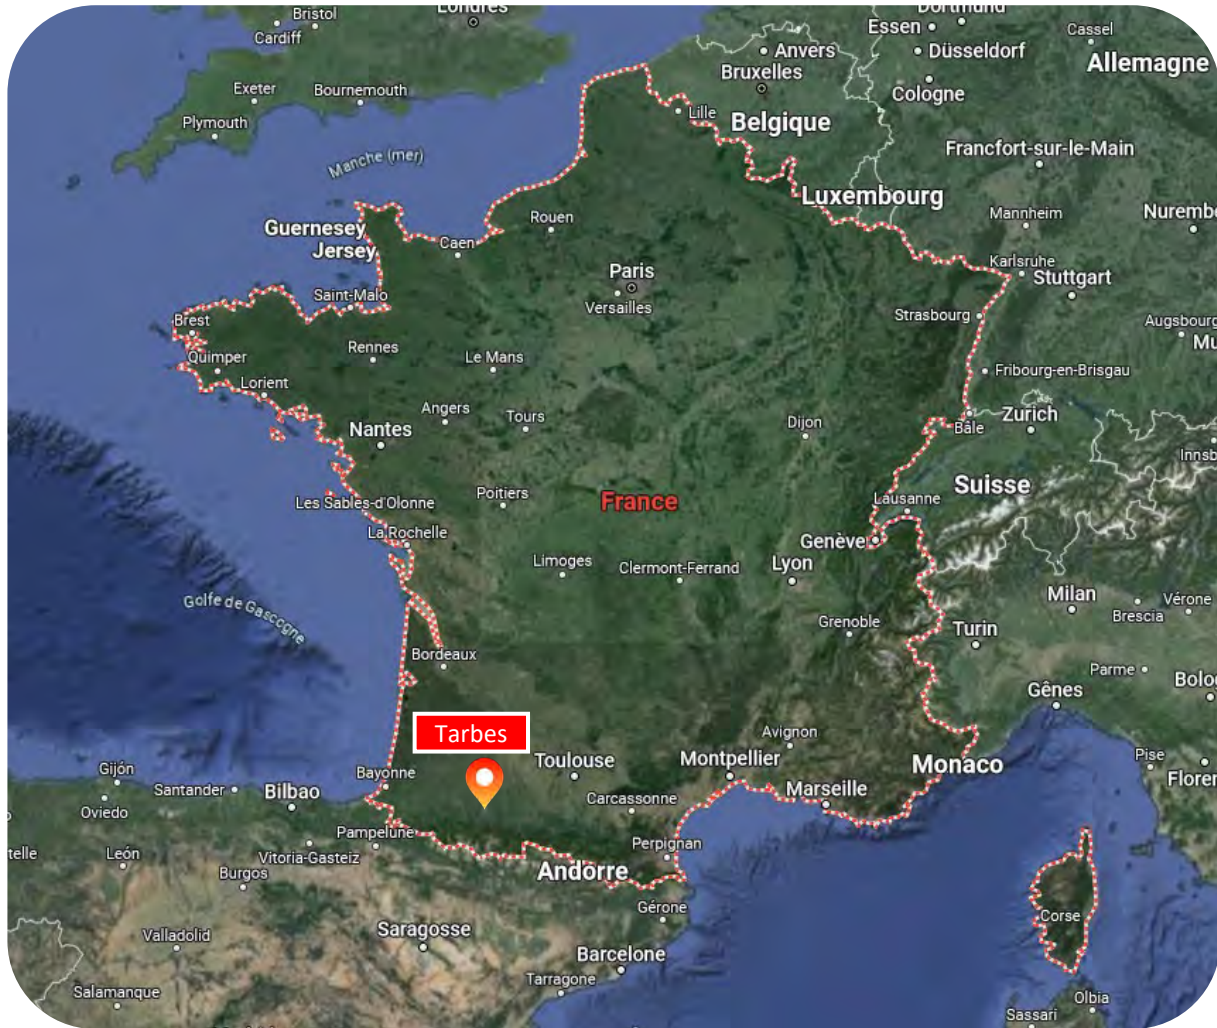 Londres
Bristol
Cardiff
Dortmund
Essen
Cassel
Anvers
Düsseldorf
Allemagne
Bruxelles
Cologne
Exeter
Bournemouth
Lille
Belgique
Plymouth
Manche (mer)
Francfort-sur-le-Main
Luxembourg
Mannheim
Nurembe
Guernesey
Rouen
Jersey
Caen
Karlsruhe
Paris
Stuttgart
Saint-Malo
Versailles
Strasbourg
Brest
Augsbourg
Mu
Rennes
Le Mans
Quimper
Fribourg-en-Brisgau
Lorient
Angers
Tours
Dijon
Zurich
Nantes
Bâle
Innsb
Poitiers
France
Suisse
Les Sables-d'Olonne
Lausanne
La Rochelle
Genève
Limoges
Clermont-Ferrand
Lyon
Milan
Vérone
Golfe de Gascogne
Brescia
Grenoble
Turin
Bordeaux
Parme
Bolog
Gênes
Tarbes
Avignon
Pise
Toulouse
Montpellier
Monaco
Gijón
Bayonne
Floren
Santander
Bilbao
Marseille
Carcassonne
Oviedo
Pampelune
Perpignan
telle
León
Vitoria-Gasteiz
Andorre
Burgos
Gérone
Corse
Saragosse
Valladolid
Barcelone
Tarragone
Salamanque
Olbia
Sassari